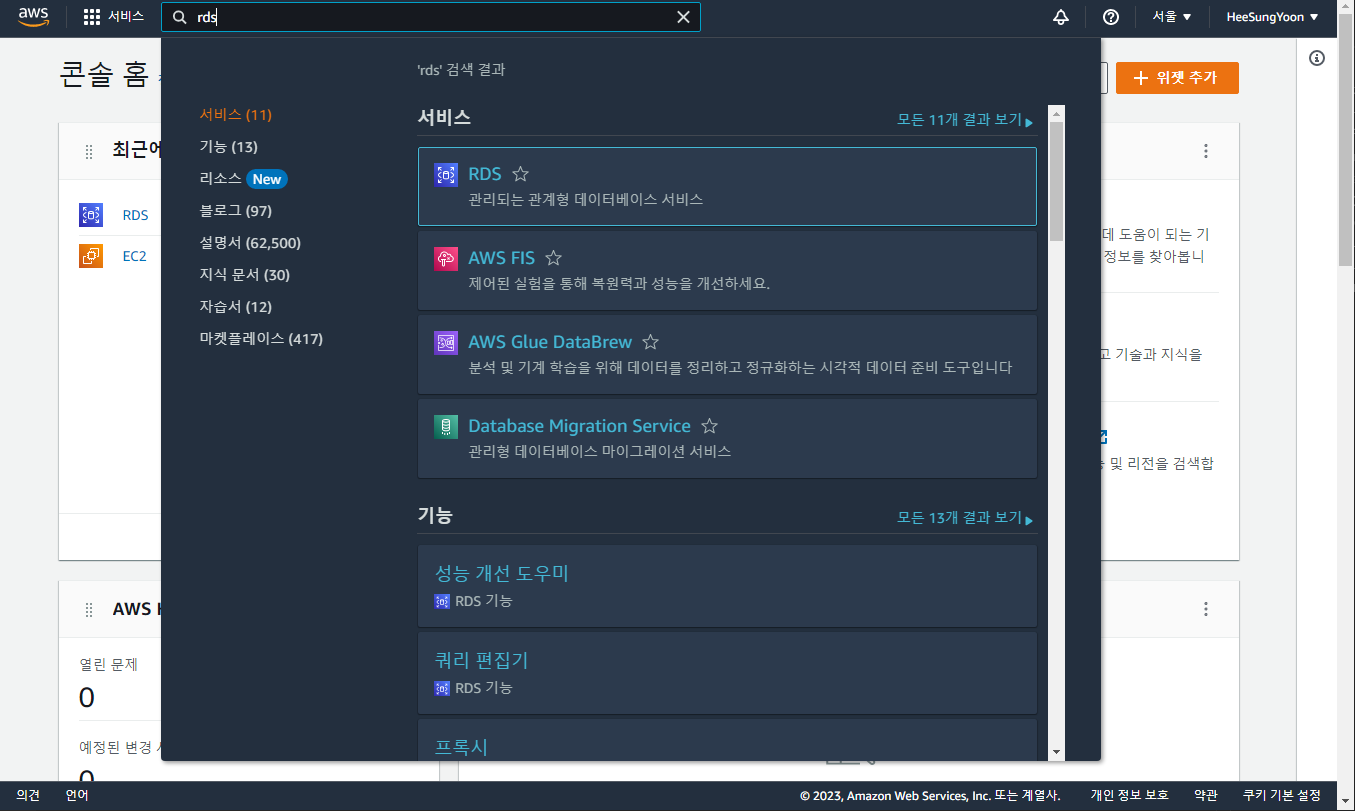 aws
서비스
rds
서울 ▼
HeeSungYoon ▼
콘솔 홈
+ 위젯 추가
'rds' 검색 결과
서비스 (11)
기능 (13)
리소스 New
블로그 (97)
설명서 (62,500)
지식 문서 (30)
자습서 (12)
마켓플레이스 (417)
서비스
모든 11개 결과 보기 ▶
RDS
관리되는 관계형 데이터베이스 서비스
AWS FIS
제어된 실험을 통해 복원력과 성능을 개선하세요.
AWS Glue DataBrew
분석 및 기계 학습을 위해 데이터를 정리하고 정규화하는 시각적 데이터 준비 도구입니다
Database Migration Service
관리형 데이터베이스 마이그레이션 서비스
기능
모든 13개 결과 보기 ▶
성능 개선 도우미
RDS 기능
쿼리 편집기
RDS 기능
프록시
최근에
RDS
EC2
데 도움이 되는 기
정보를 찾아봅니
고 기술과 지식을
및 리전을 검색합
AWS H
열린 문제
0
예정된 변경 사
0
의견
언어
© 2023, Amazon Web Services, Inc. 또는 계열사.
개인 정보 보호
약관
쿠키 기본 설정